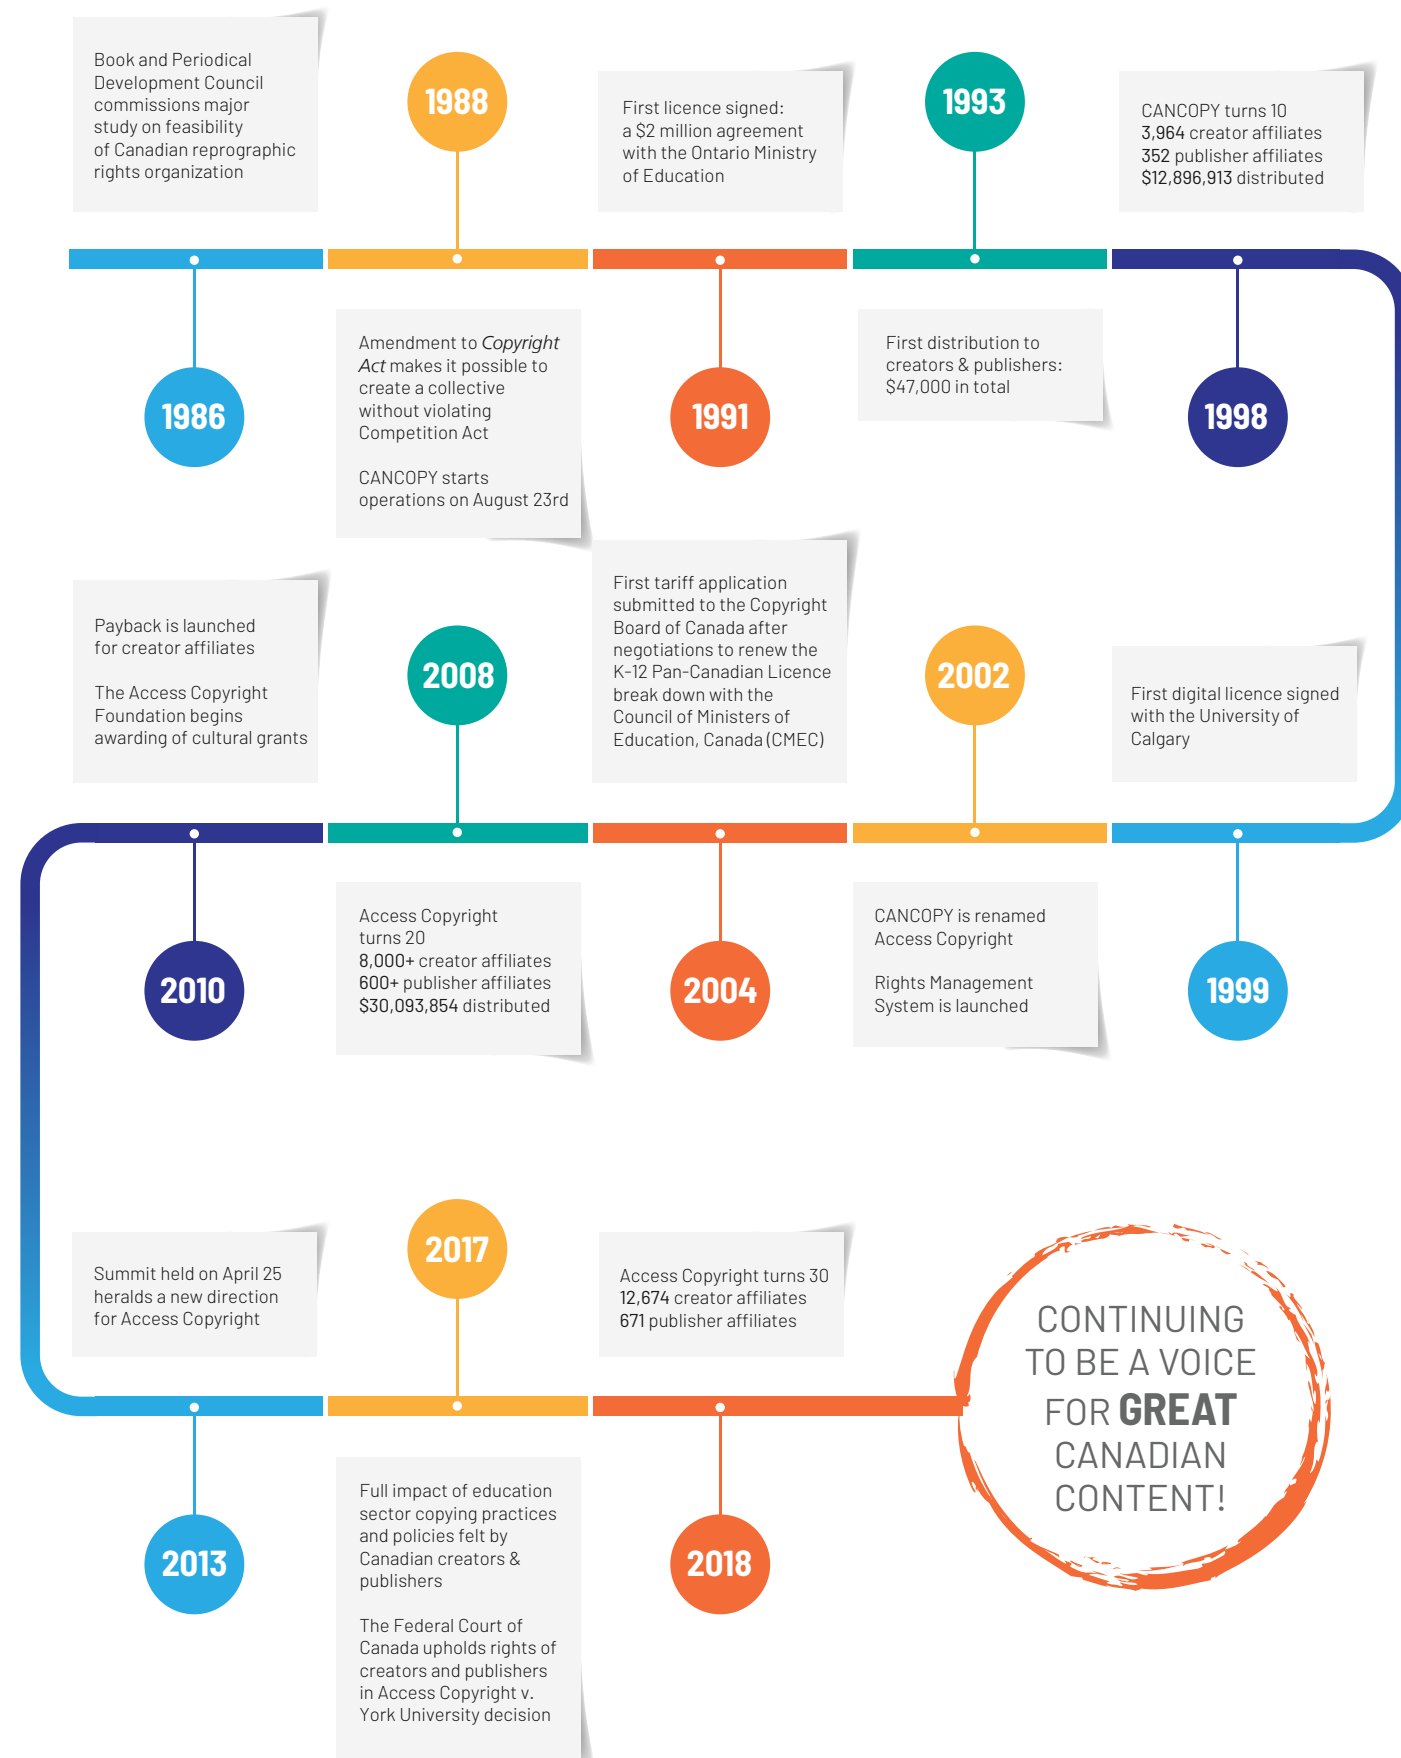 Book and Periodical
Development Council
commissions major
study on feasibility
of Canadian reprographic
rights organization
1986
1988
Amendment to Copyright
Act makes it possible to
create a collective
without violating
Competition Act
CANCOPY starts
operations on August 23rd
First licence signed:
a $2 million agreement
with the Ontario Ministry
of Education
1991
1993
First distribution to
creators & publishers:
$47,000 in total
CANCOPY turns 10
3,964 creator affiliates
352 publisher affiliates
$12,896,913 distributed
1998
First digital licence signed
with the University of
Calgary
1999
2002
CANCOPY is renamed
Access Copyright
Rights Management
System is launched
First tariff application
submitted to the Copyright
Board of Canada after
negotiations to renew the
K-12 Pan-Canadian Licence
break down with the
Council of Ministers of
Education, Canada (CMEC)
2004
2008
Access Copyright
turns 20
8,000+ creator affiliates
600+ publisher affiliates
$30,093,854 distributed
Payback is launched
for creator affiliates
The Access Copyright
Foundation begins
awarding of cultural grants
2010
Summit held on April 25
heralds a new direction
for Access Copyright
2013
2017
Full impact of education
sector copying practices
and policies felt by
Canadian creators &
publishers
The Federal Court of
Canada upholds rights of
creators and publishers
in Access Copyright v.
York University decision
Access Copyright turns 30
12,674 creator affiliates
671 publisher affiliates
2018
CONTINUING
TO BE A VOICE
FOR GREAT
CANADIAN
CONTENT!